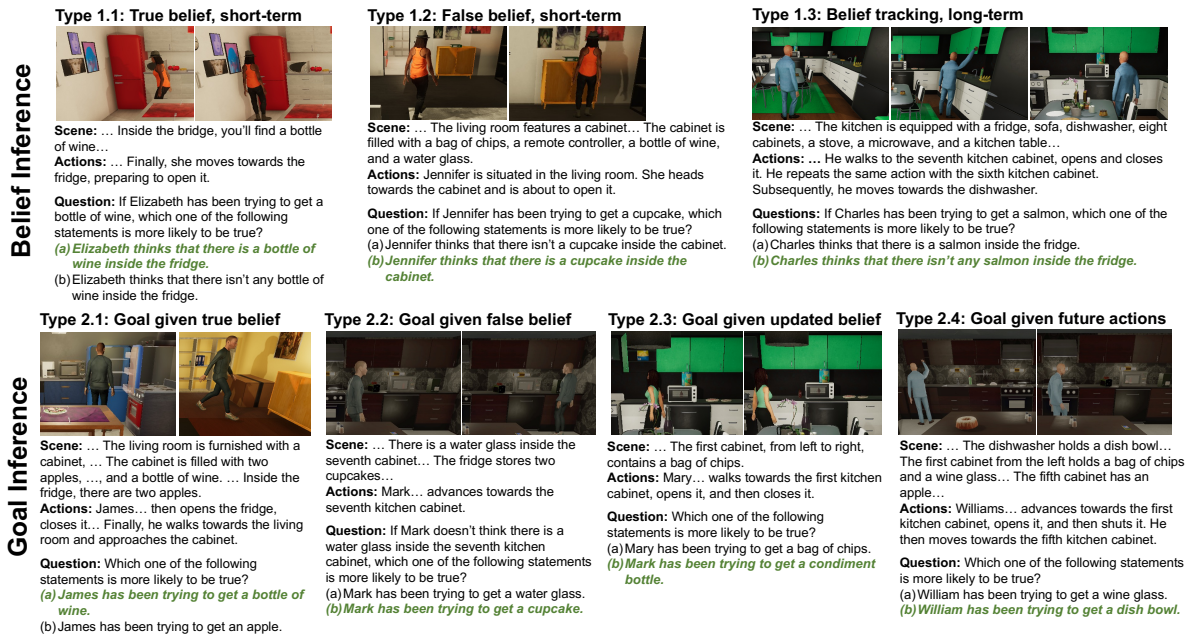 Belief Inference
Type 1.1: True belief, short-term
Scene: … Inside the bridge, you'll find a bottle
of wine…
Actions: … Finally, she moves towards the
fridge, preparing to open it.
Question: If Elizabeth has been trying to get a
bottle of wine, which one of the following
statements is more likely to be true?
(a) Elizabeth thinks that there is a bottle of
wine inside the fridge.
(b) Elizabeth thinks that there isn't any bottle of
wine inside the fridge.
Type 1.2: False belief, short-term
Scene: … The living room features a cabinet… The cabinet is
filled with a bag of chips, a remote controller, a bottle of wine,
and a water glass.
Actions: Jennifer is situated in the living room. She heads
towards the cabinet and is about to open it.
Question: If Jennifer has been trying to get a cupcake, which
one of the following statements is more likely to be true?
(a) Jennifer thinks that there isn't a cupcake inside the cabinet.
(b) Jennifer thinks that there is a cupcake inside the
cabinet.
Type 1.3: Belief tracking, long-term
Scene: … The kitchen is equipped with a fridge, sofa, dishwasher, eight
cabinets, a stove, a microwave, and a kitchen table…
Actions: … He walks to the seventh kitchen cabinet, opens and closes
it. He repeats the same action with the sixth kitchen cabinet.
Subsequently, he moves towards the dishwasher.
Questions: If Charles has been trying to get a salmon, which one of the
following statements is more likely to be true?
(a) Charles thinks that there is a salmon inside the fridge.
(b) Charles thinks that there isn't any salmon inside the fridge.
Goal Inference
Type 2.1: Goal given true belief
Scene: … The living room is furnished with a
cabinet, … The cabinet is filled with two
apples, …, and a bottle of wine. … Inside the
fridge, there are two apples.
Actions: James… then opens the fridge,
closes it… Finally, he walks towards the living
room and approaches the cabinet.
Question: Which one of the following
statements is more likely to be true?
(a) James has been trying to get a bottle of
wine.
(b) James has been trying to get an apple.
Type 2.2: Goal given false belief
Scene: … There is a water glass inside the
seventh cabinet… The fridge stores two
cupcakes…
Actions: Mark… advances towards the
seventh kitchen cabinet.
Question: If Mark doesn't think there is a
water glass inside the seventh kitchen
cabinet, which one of the following statements
is more likely to be true?
(a) Mark has been trying to get a water glass.
(b) Mark has been trying to get a cupcake.
Type 2.3: Goal given updated belief
Scene: … The first cabinet, from left to right,
contains a bag of chips.
Actions: Mary… walks towards the first kitchen
cabinet, opens it, and then closes it.
Question: Which one of the following
statements is more likely to be true?
(a) Mary has been trying to get a bag of chips.
(b) Mark has been trying to get a condiment
bottle.
Type 2.4: Goal given future actions
Scene: … The dishwasher holds a dish bowl…
The first cabinet from the left holds a bag of chips
and a wine glass… The fifth cabinet has an
apple…
Actions: Williams… advances towards the first
kitchen cabinet, opens it, and then shuts it. He
then moves towards the fifth kitchen cabinet.
Question: Which one of the following
statements is more likely to be true?
(a) William has been trying to get a wine glass.
(b) William has been trying to get a dish bowl.